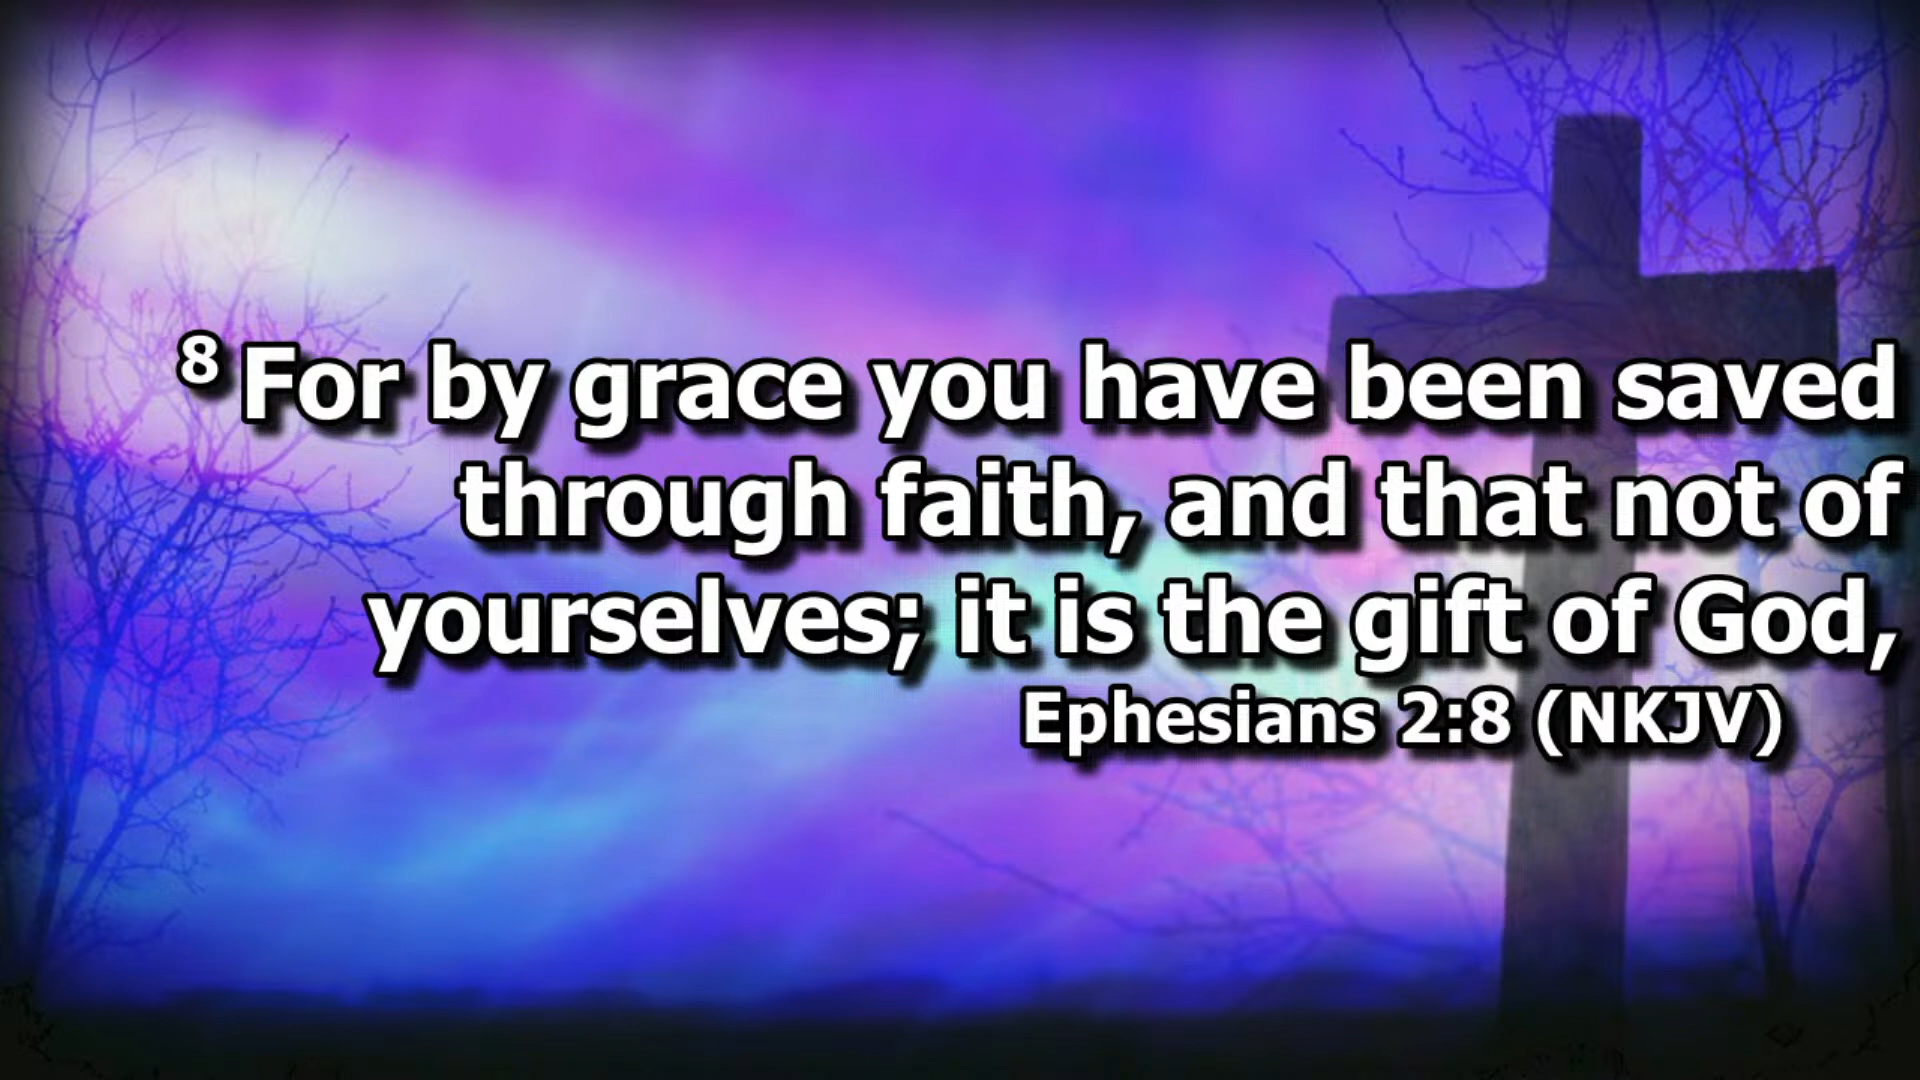 8 For by grace you have been saved
through faith, and that not of
yourselves; it is the gift of God,
Ephesians 2:8 (NKJV)